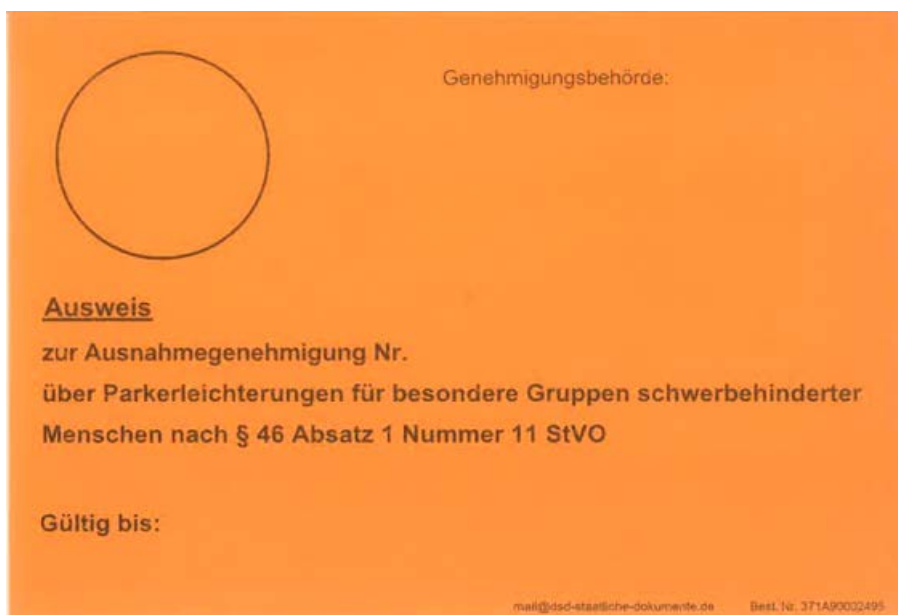 Genehmigungsbehörde:
Ausweis
zur Ausnahmegenehmigung Nr.
über Parkerleichterungen für besondere Gruppen schwerbehinderter
Menschen nach § 46 Absatz 1 Nummer 11 StVO
Gültig bis:
mail@dsd-staatliche-dokumente.de Best. Nr. 371A90002495